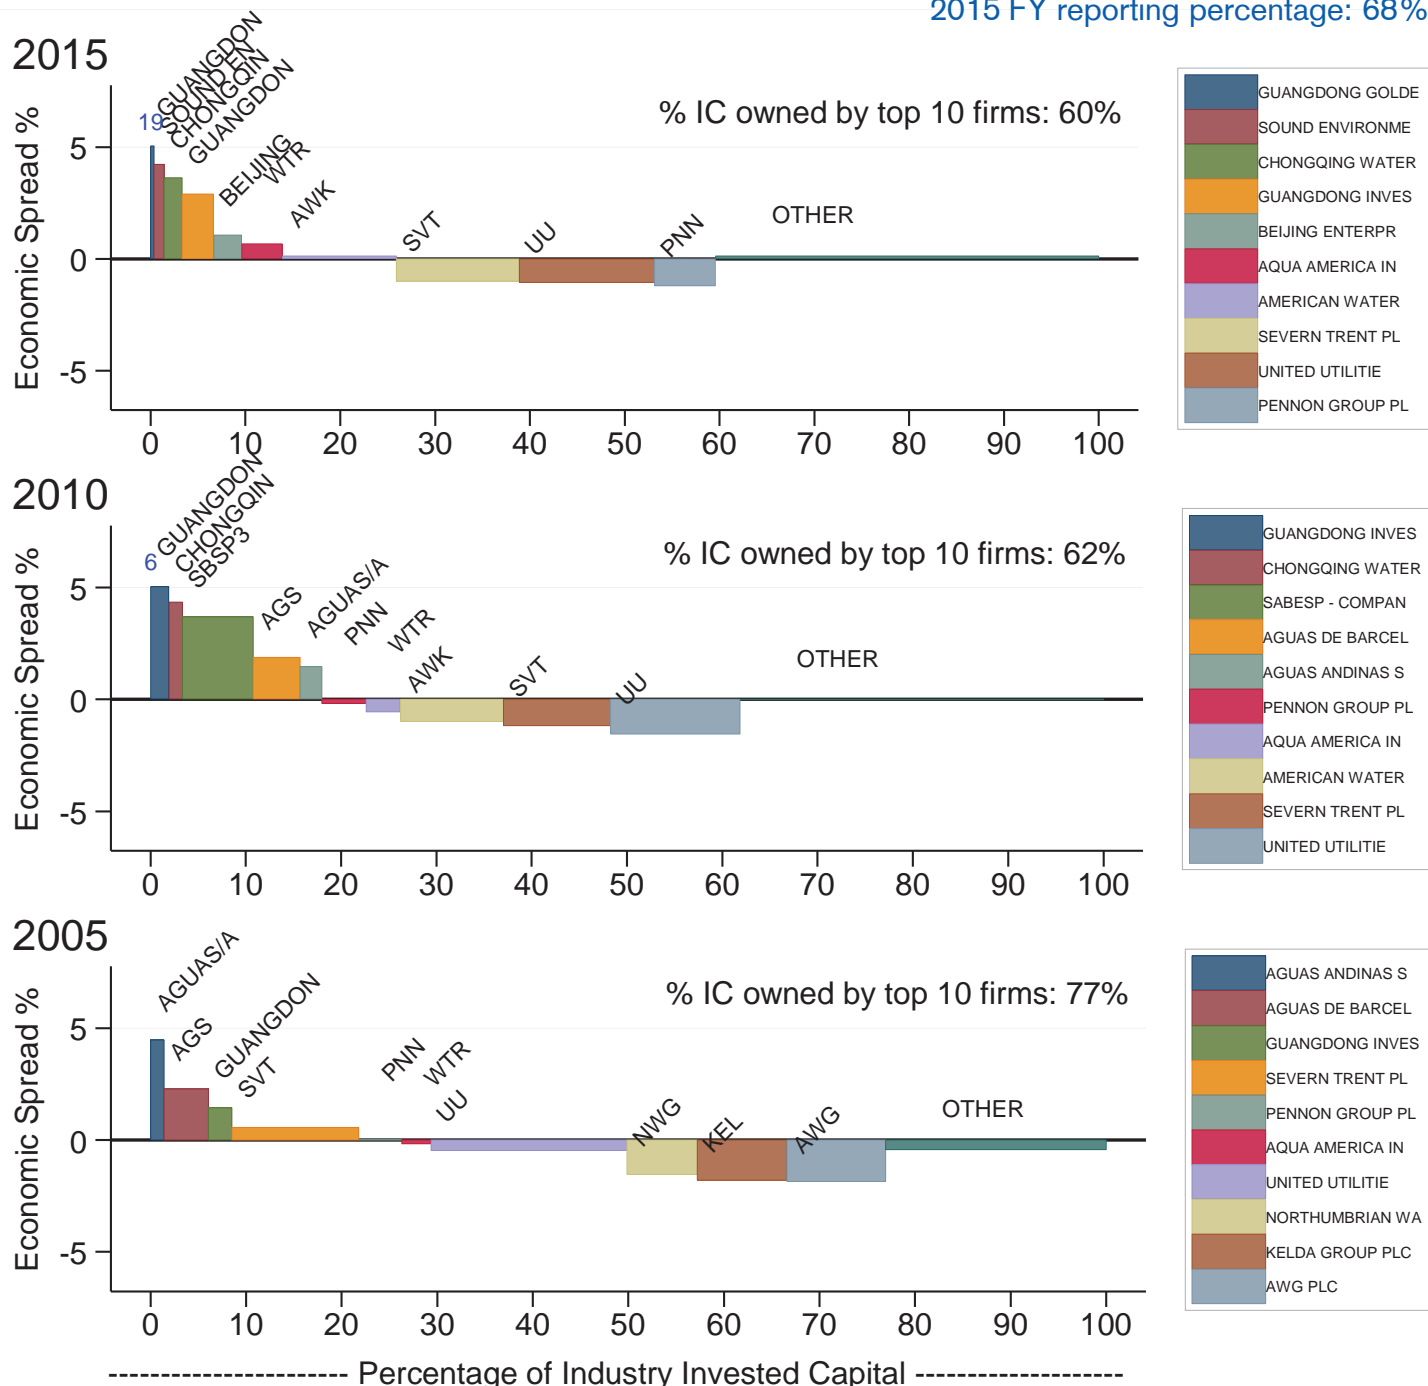 2015 FY reporting percentage: 68%
2015
% IC owned by top 10 firms: 60%
Economic Spread %
5
0
-5
19
GUANGDON
SOUND EN
CHONGQIN
GUANGDON
BEIJING
WTR
AWK
SVT
UU
PNN
OTHER
0 10 20 30 40 50 60 70 80 90 100
GUANGDONG GOLDE
SOUND ENVIRONME
CHONGQING WATER
GUANGDONG INVES
BEIJING ENTERPR
AQUA AMERICA IN
AMERICAN WATER
SEVERN TRENT PL
UNITED UTILITIE
PENNON GROUP PL
2010
% IC owned by top 10 firms: 62%
Economic Spread %
5
0
-5
6
GUANGDON
CHONGQIN
SBSP3
AGS
AGUAS/A
PNN
WTR
AWK
SVT
UU
OTHER
0 10 20 30 40 50 60 70 80 90 100
GUANGDONG INVES
CHONGQING WATER
SABESP - COMPAN
AGUAS DE BARCEL
AGUAS ANDINAS S
PENNON GROUP PL
AQUA AMERICA IN
AMERICAN WATER
SEVERN TRENT PL
UNITED UTILITIE
2005
% IC owned by top 10 firms: 77%
Economic Spread %
5
0
-5
AGUAS/A
AGS
GUANGDON
SVT
PNN
WTR
UU
NWG
KEL
AWG
OTHER
0 10 20 30 40 50 60 70 80 90 100
AGUAS ANDINAS S
AGUAS DE BARCEL
GUANGDONG INVES
SEVERN TRENT PL
PENNON GROUP PL
AQUA AMERICA IN
UNITED UTILITIE
NORTHUMBRIAN WA
KELDA GROUP PLC
AWG PLC
-------------------- Percentage of Industry Invested Capital --------------------